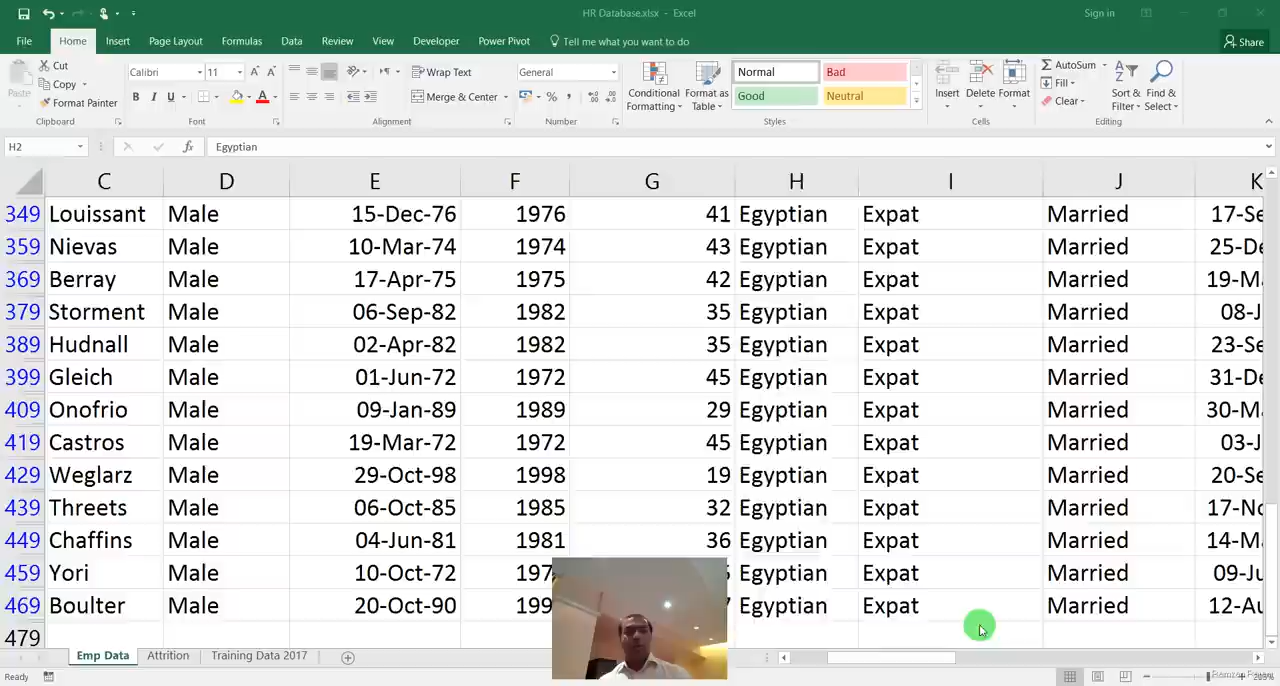 HR Database.xlsx - Excel
Sign in
File Home Insert Page Layout Formulas Data Review View Developer Power Pivot Tell me what you want to do Share
Paste
Cut
Copy
Format Painter
Clipboard
Calibri 11
B I U
Font
Wrap Text
Merge & Center
Alignment
General
Number
Conditional Formatting
Format as Table
Normal Bad
Good Neutral
Styles
Insert Delete Format
Cells
AutoSum
Fill
Clear
Sort & Filter
Find & Select
Editing
H2 fx Egyptian
C D E F G H I J K
349 Louissant Male 15-Dec-76 1976 41 Egyptian Expat Married 17-Se
359 Nievas Male 10-Mar-74 1974 43 Egyptian Expat Married 25-De
369 Berray Male 17-Apr-75 1975 42 Egyptian Expat Married 19-Ma
379 Storment Male 06-Sep-82 1982 35 Egyptian Expat Married 08-J
389 Hudnall Male 02-Apr-82 1982 35 Egyptian Expat Married 23-Se
399 Gleich Male 01-Jun-72 1972 45 Egyptian Expat Married 31-De
409 Onofrio Male 09-Jan-89 1989 29 Egyptian Expat Married 30-Ma
419 Castros Male 19-Mar-72 1972 45 Egyptian Expat Married 03-J
429 Weglarz Male 29-Oct-98 1998 19 Egyptian Expat Married 20-Se
439 Threets Male 06-Oct-85 1985 32 Egyptian Expat Married 17-No
449 Chaffins Male 04-Jun-81 1981 36 Egyptian Expat Married 14-Ma
459 Yori Male 10-Oct-72 197 Egyptian Expat Married 09-Ju
469 Boulter Male 20-Oct-90 199 Egyptian Expat Married 12-Au
479
Emp Data Attrition Training Data 2017
Ready